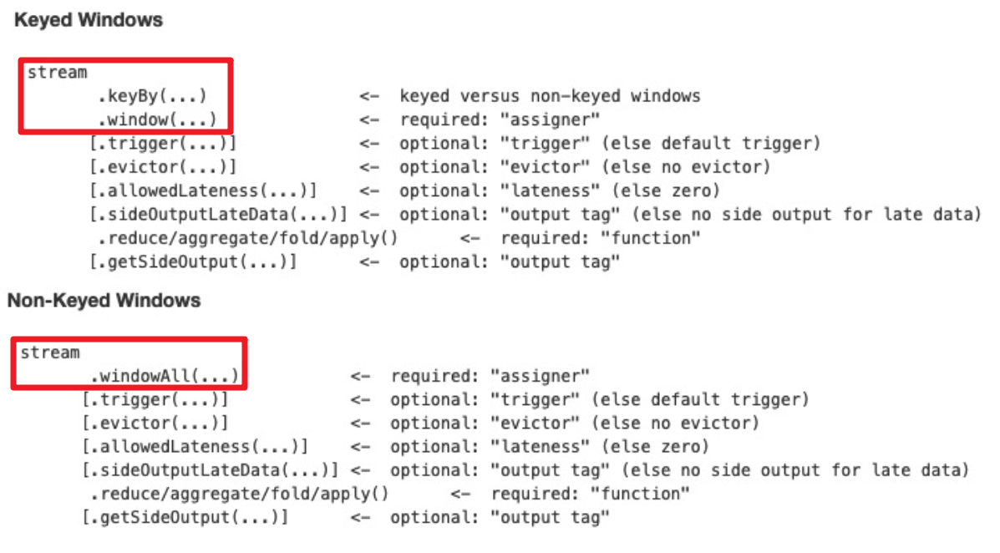 Keyed Windows
stream
.keyBy(...) <- keyed versus non-keyed windows
.window(...) <- required: "assigner"
[.trigger(...)] <- optional: "trigger" (else default trigger)
[.evictor(...)] <- optional: "evictor" (else no evictor)
[.allowedLateness(...)] <- optional: "lateness" (else zero)
[.sideOutputLateData(...)] <- optional: "output tag" (else no side output for late data)
.reduce/aggregate/fold/apply() <- required: "function"
[.getSideOutput(...)] <- optional: "output tag"
Non-Keyed Windows
stream
.windowAll(...) <- required: "assigner"
[.trigger(...)] <- optional: "trigger" (else default trigger)
[.evictor(...)] <- optional: "evictor" (else no evictor)
[.allowedLateness(...)] <- optional: "lateness" (else zero)
[.sideOutputLateData(...)] <- optional: "output tag" (else no side output for late data)
.reduce/aggregate/fold/apply() <- required: "function"
[.getSideOutput(...)] <- optional: "output tag"